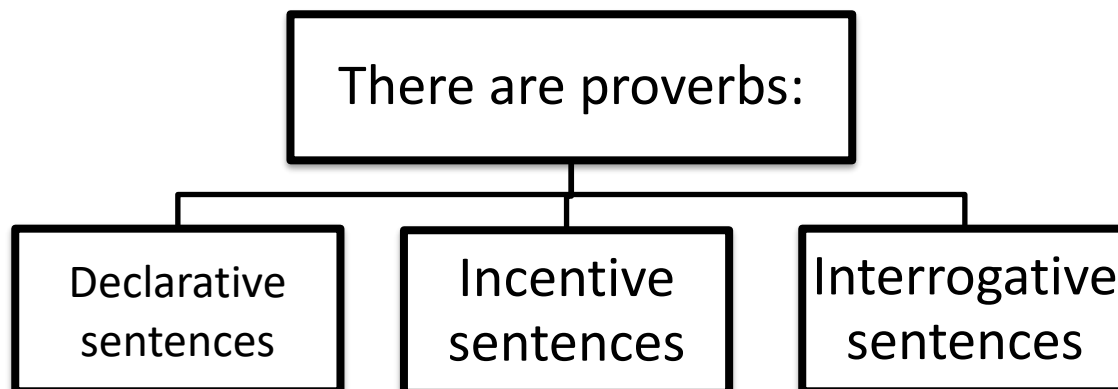 There are proverbs:
Declarative
sentences
Incentive
sentences
Interrogative
sentences